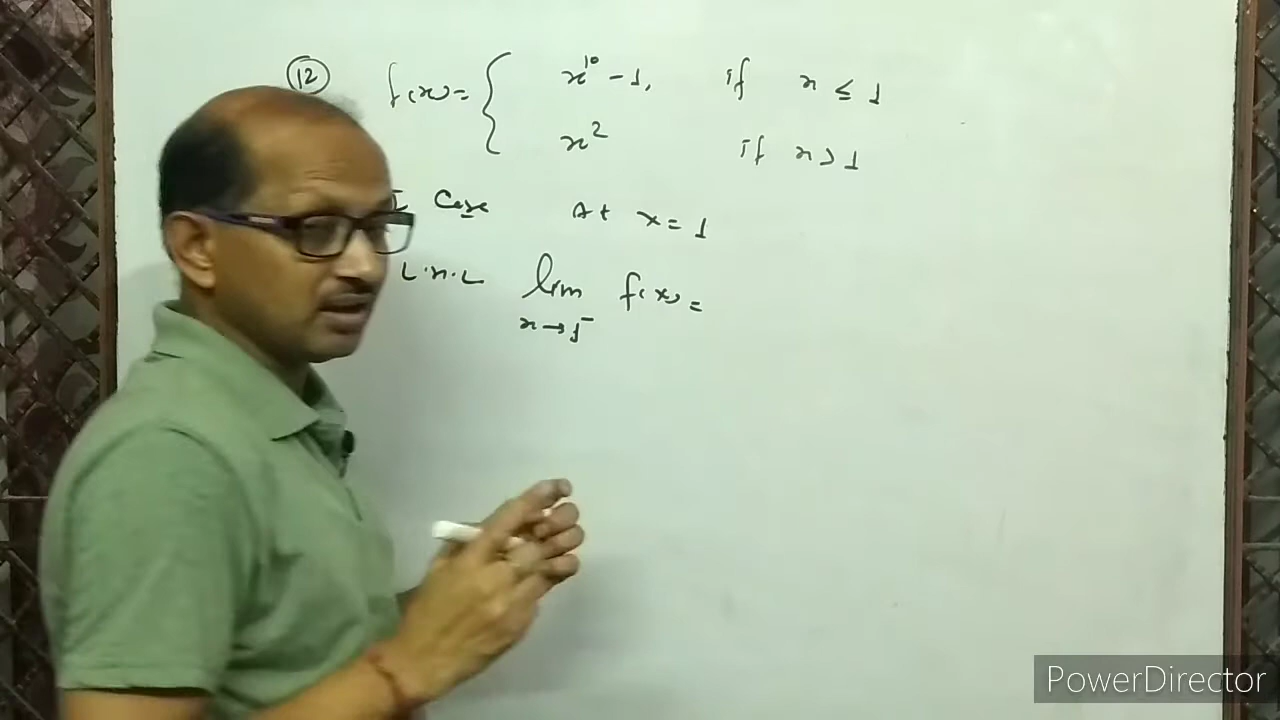 12 f(x) = { x¹⁰ - 1, if x ≤ 1
x² if x > 1
I Case At x = 1
L.H.L lim f(x) =
x → 1⁻
PowerDirector